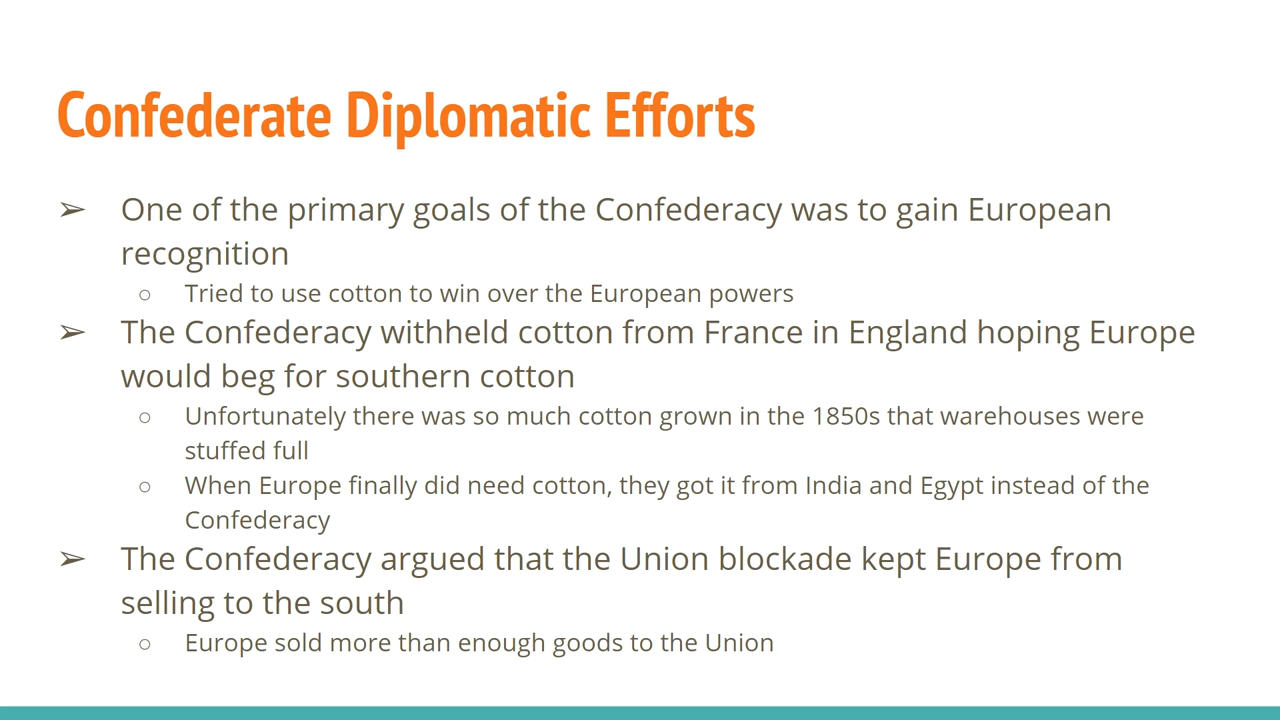 Confederate Diplomatic Efforts
➢ One of the primary goals of the Confederacy was to gain European
recognition
○ Tried to use cotton to win over the European powers
➢ The Confederacy withheld cotton from France in England hoping Europe
would beg for southern cotton
○ Unfortunately there was so much cotton grown in the 1850s that warehouses were
stuffed full
○ When Europe finally did need cotton, they got it from India and Egypt instead of the
Confederacy
➢ The Confederacy argued that the Union blockade kept Europe from
selling to the south
○ Europe sold more than enough goods to the Union